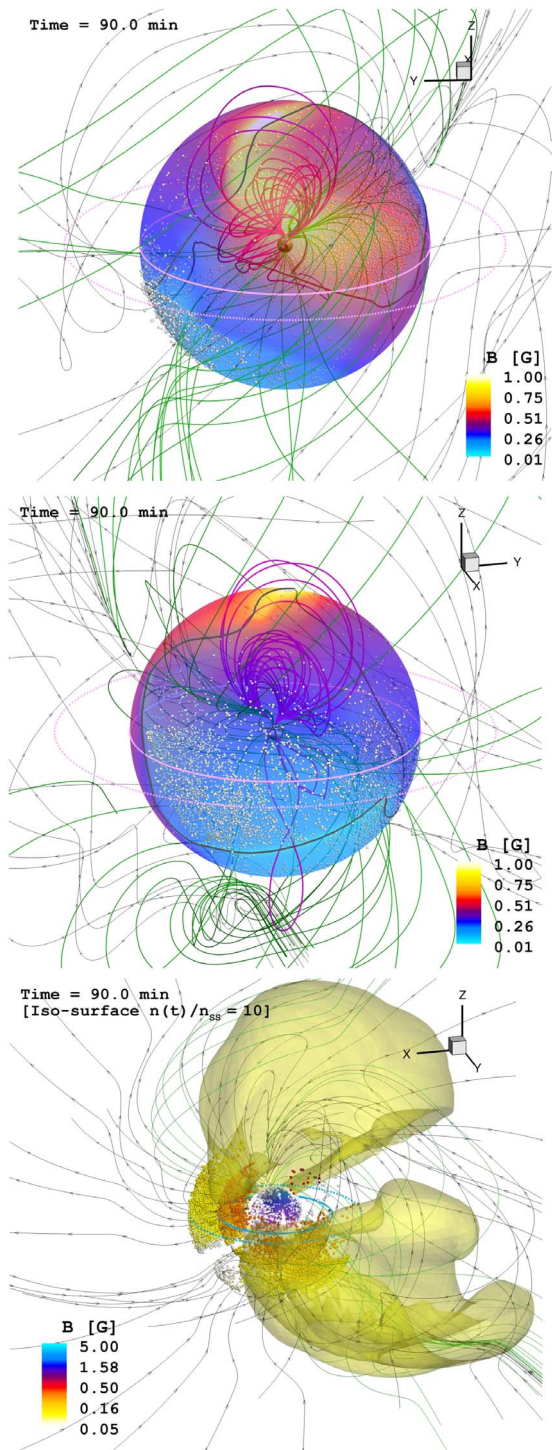 Time = 90.0 min
Z
X
Y
B [G]
1.00
0.75
0.51
0.26
0.01
Time = 90.0 min
Z
Y
X
B [G]
1.00
0.75
0.51
0.26
0.01
Time = 90.0 min
[Iso-surface n(t)/nss = 10]
Z
X
Y
B [G]
5.00
1.58
0.50
0.16
0.05